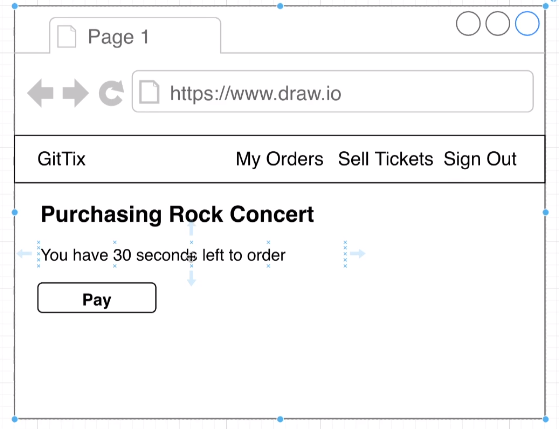 Page 1
https://www.draw.io
GitTix My Orders Sell Tickets Sign Out
Purchasing Rock Concert
You have 30 seconds left to order
Pay